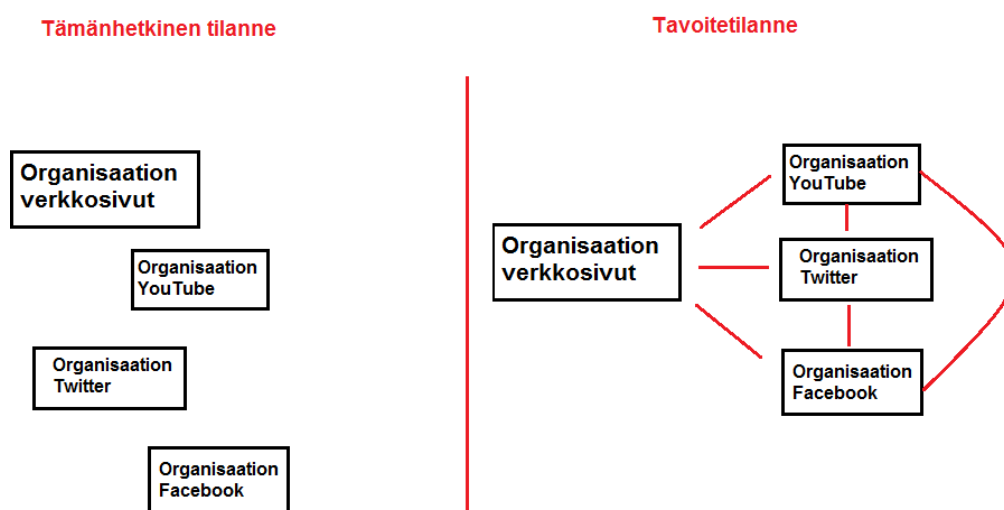 Tämänhetkinen tilanne
Organisaation
verkkosivut
Organisaation
YouTube
Organisaation
Twitter
Organisaation
Facebook
Tavoitetilanne
Organisaation
verkkosivut
Organisaation
YouTube
Organisaation
Twitter
Organisaation
Facebook